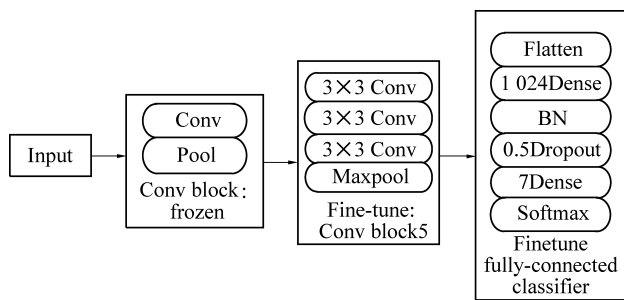 Input
Conv
Pool
Conv block:
frozen
3×3 Conv
3×3 Conv
3×3 Conv
Maxpool
Fine-tune:
Conv block5
Flatten
1 024Dense
BN
0.5Dropout
7Dense
Softmax
Finetune
fully-connected
classifier